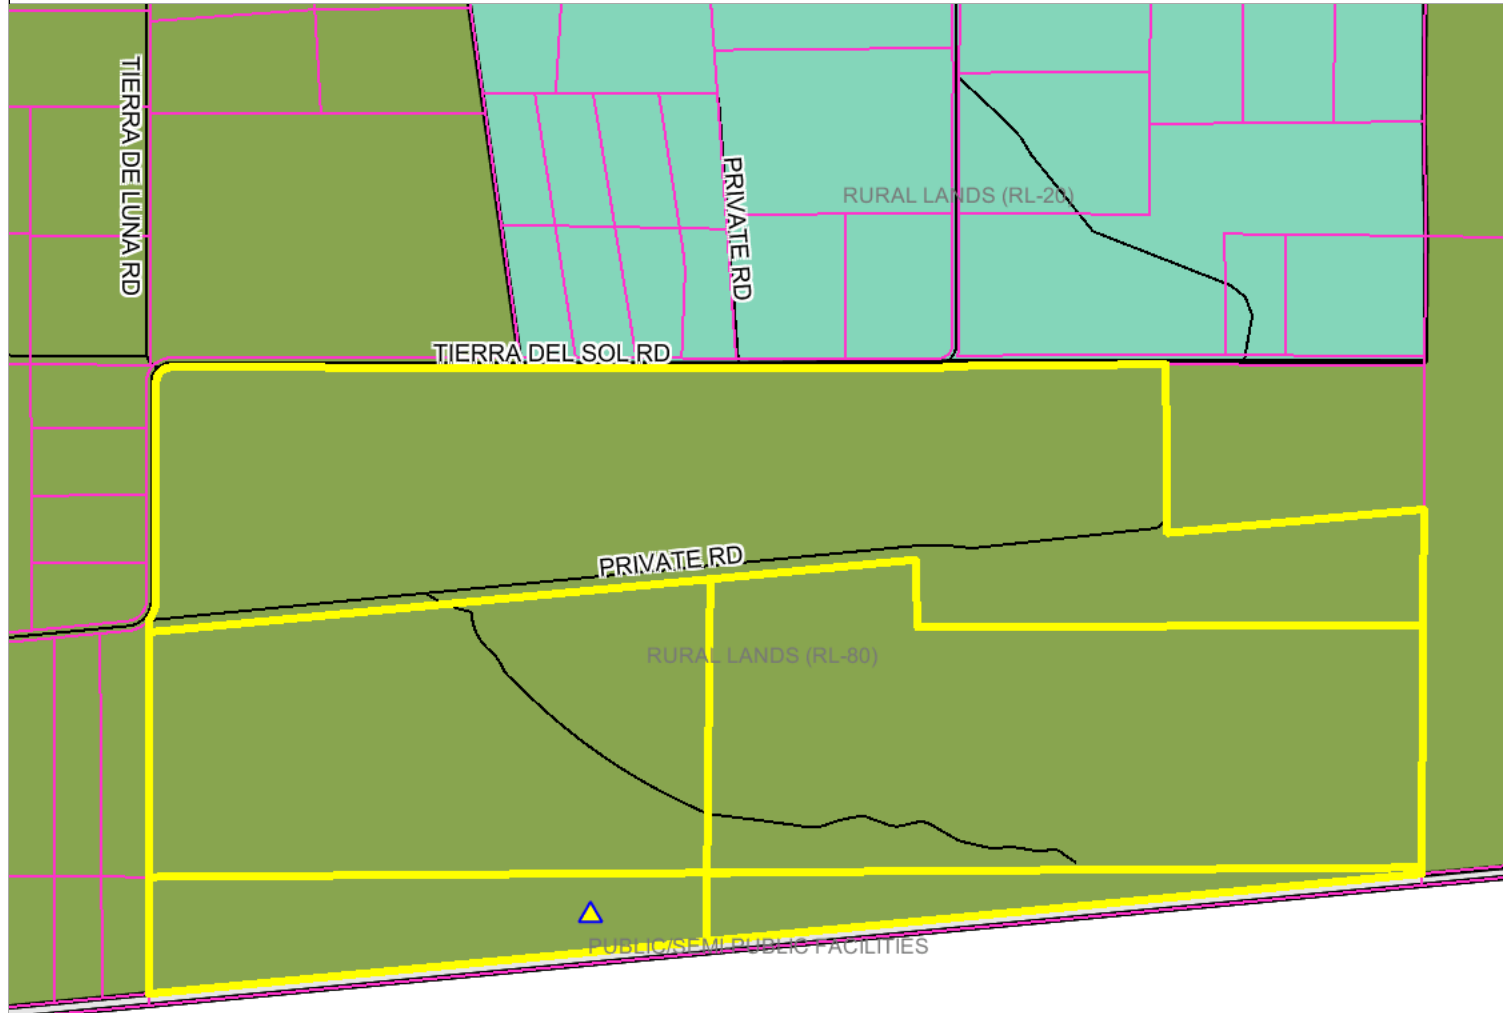 TIERRA DE LUNA RD
PRIVATE RD
RURAL LANDS (RL-20)
TIERRA DEL SOL RD
PRIVATE RD
RURAL LANDS (RL-80)
PUBLIC/SEMI-PUBLIC FACILITIES